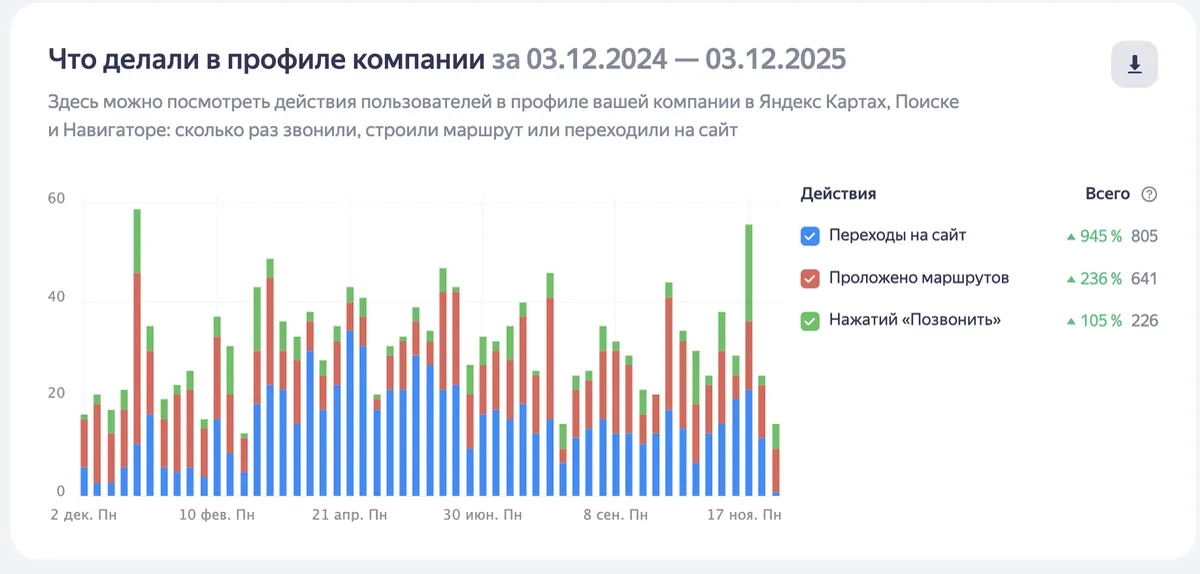 Что делали в профиле компании за 03.12.2024 — 03.12.2025
Здесь можно посмотреть действия пользователей в профиле вашей компании в Яндекс Картах, Поиске
и Навигаторе: сколько раз звонили, строили маршрут или переходили на сайт
60
40
20
0
2 дек. Пн
10 фев. Пн
21 апр. Пн
30 июн. Пн
8 сен. Пн
17 ноя. Пн
Действия Всего ?
Переходы на сайт 945 % 805
Проложено маршрутов 236 % 641
Нажатий «Позвонить» 105 % 226